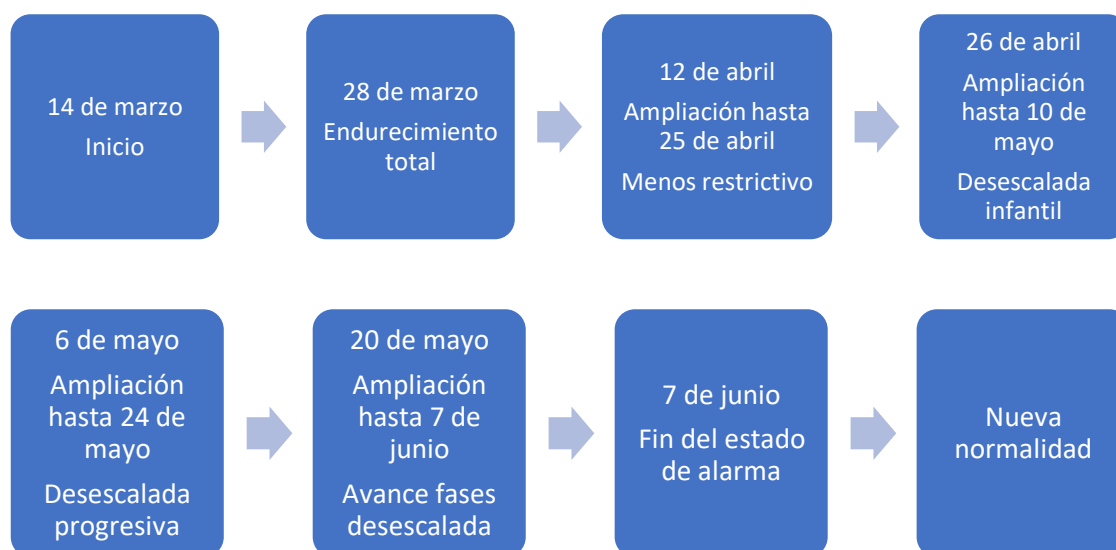 14 de marzo
Inicio
28 de marzo
Endurecimiento
total
12 de abril
Ampliación hasta
25 de abril
Menos restrictivo
26 de abril
Ampliación
hasta 10 de
mayo
Desescalada
infantil
6 de mayo
Ampliación
hasta 24 de
mayo
Desescalada
progresiva
20 de mayo
Ampliación
hasta 7 de
junio
Avance fases
desescalada
7 de junio
Fin del estado
de alarma
Nueva
normalidad